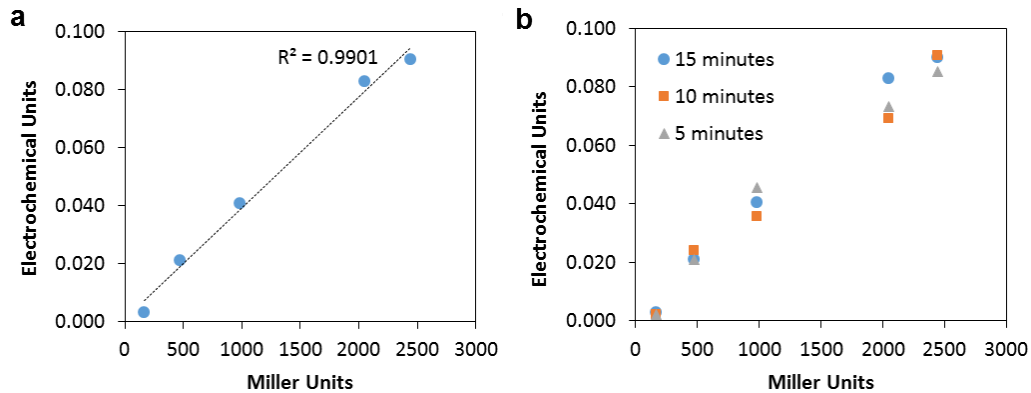 a
R² = 0.9901
Electrochemical Units
0.100
0.080
0.060
0.040
0.020
0.000
0 500 1000 1500 2000 2500 3000
Miller Units
b
15 minutes
10 minutes
5 minutes
Electrochemical Units
0.100
0.080
0.060
0.040
0.020
0.000
0 500 1000 1500 2000 2500 3000
Miller Units